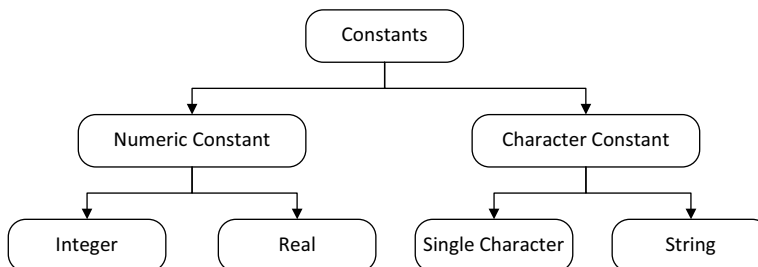 Constants
Numeric Constant
Character Constant
Integer
Real
Single Character
String